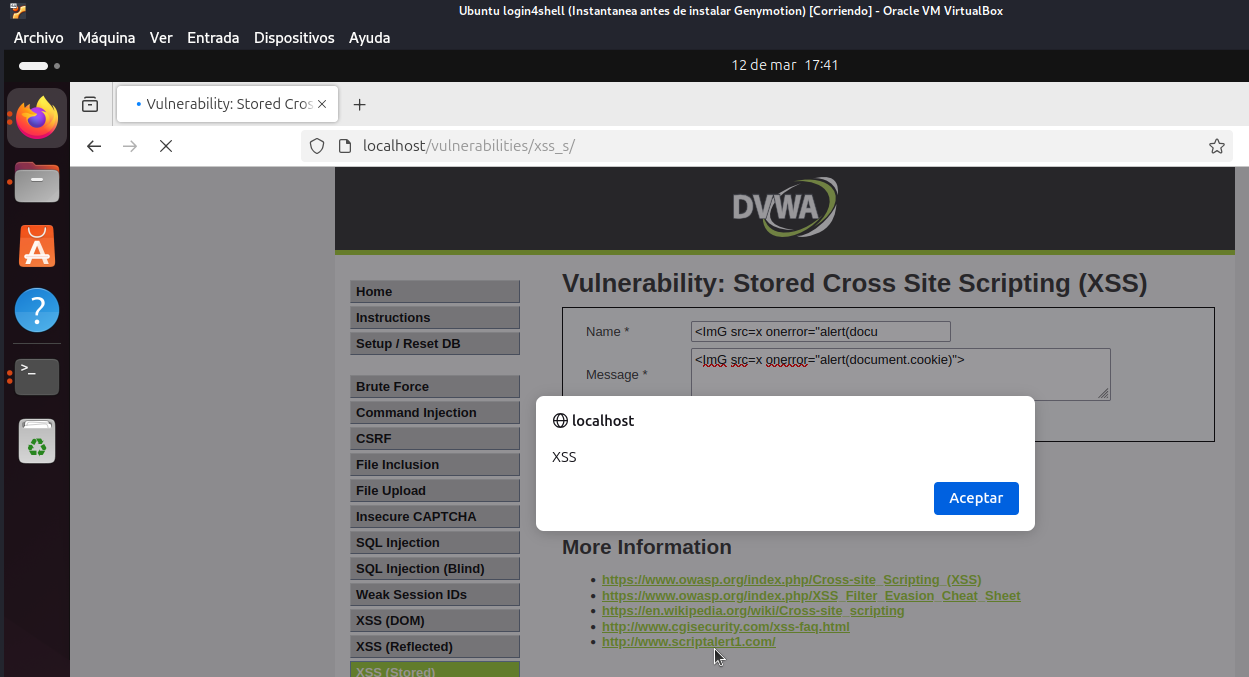 Ubuntu login4shell (Instantanea antes de instalar Genymotion) [Corriendo] - Oracle VM VirtualBox
Archivo Máquina Ver Entrada Dispositivos Ayuda
12 de mar 17:41
Vulnerability: Stored Cros
localhost/vulnerabilities/xss_s/
DVWA
Home
Instructions
Setup / Reset DB
Brute Force
Command Injection
CSRF
File Inclusion
File Upload
Insecure CAPTCHA
SQL Injection
SQL Injection (Blind)
Weak Session IDs
XSS (DOM)
XSS (Reflected)
XSS (Stored)
Vulnerability: Stored Cross Site Scripting (XSS)
Name * <ImG src=x onerror="alert(docu
Message * <ImG src=x onerror="alert(document.cookie)">
localhost
XSS
Aceptar
More Information
https://www.owasp.org/index.php/Cross-site_Scripting_(XSS)
https://www.owasp.org/index.php/XSS_Filter_Evasion_Cheat_Sheet
https://en.wikipedia.org/wiki/Cross-site_scripting
http://www.cgisecurity.com/xss-faq.html
http://www.scriptalert1.com/